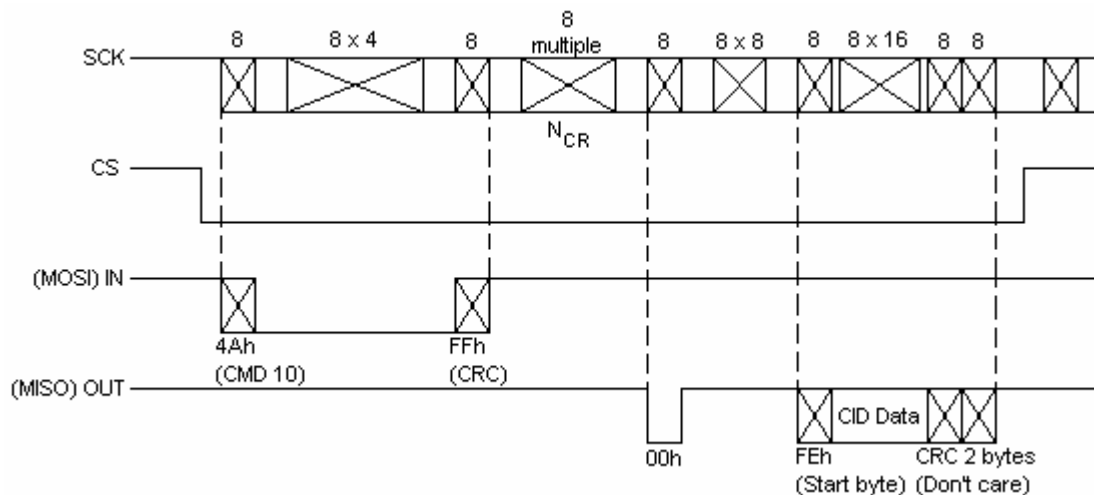 8
8 8 x 4 8 multiple 8 8 x 8 8 8 x 16 8 8
SCK
NCR
CS
(MOSI) IN
4Ah FFh
(CMD 10) (CRC)
(MISO) OUT
CID Data
00h FEh CRC 2 bytes
(Start byte) (Don't care)